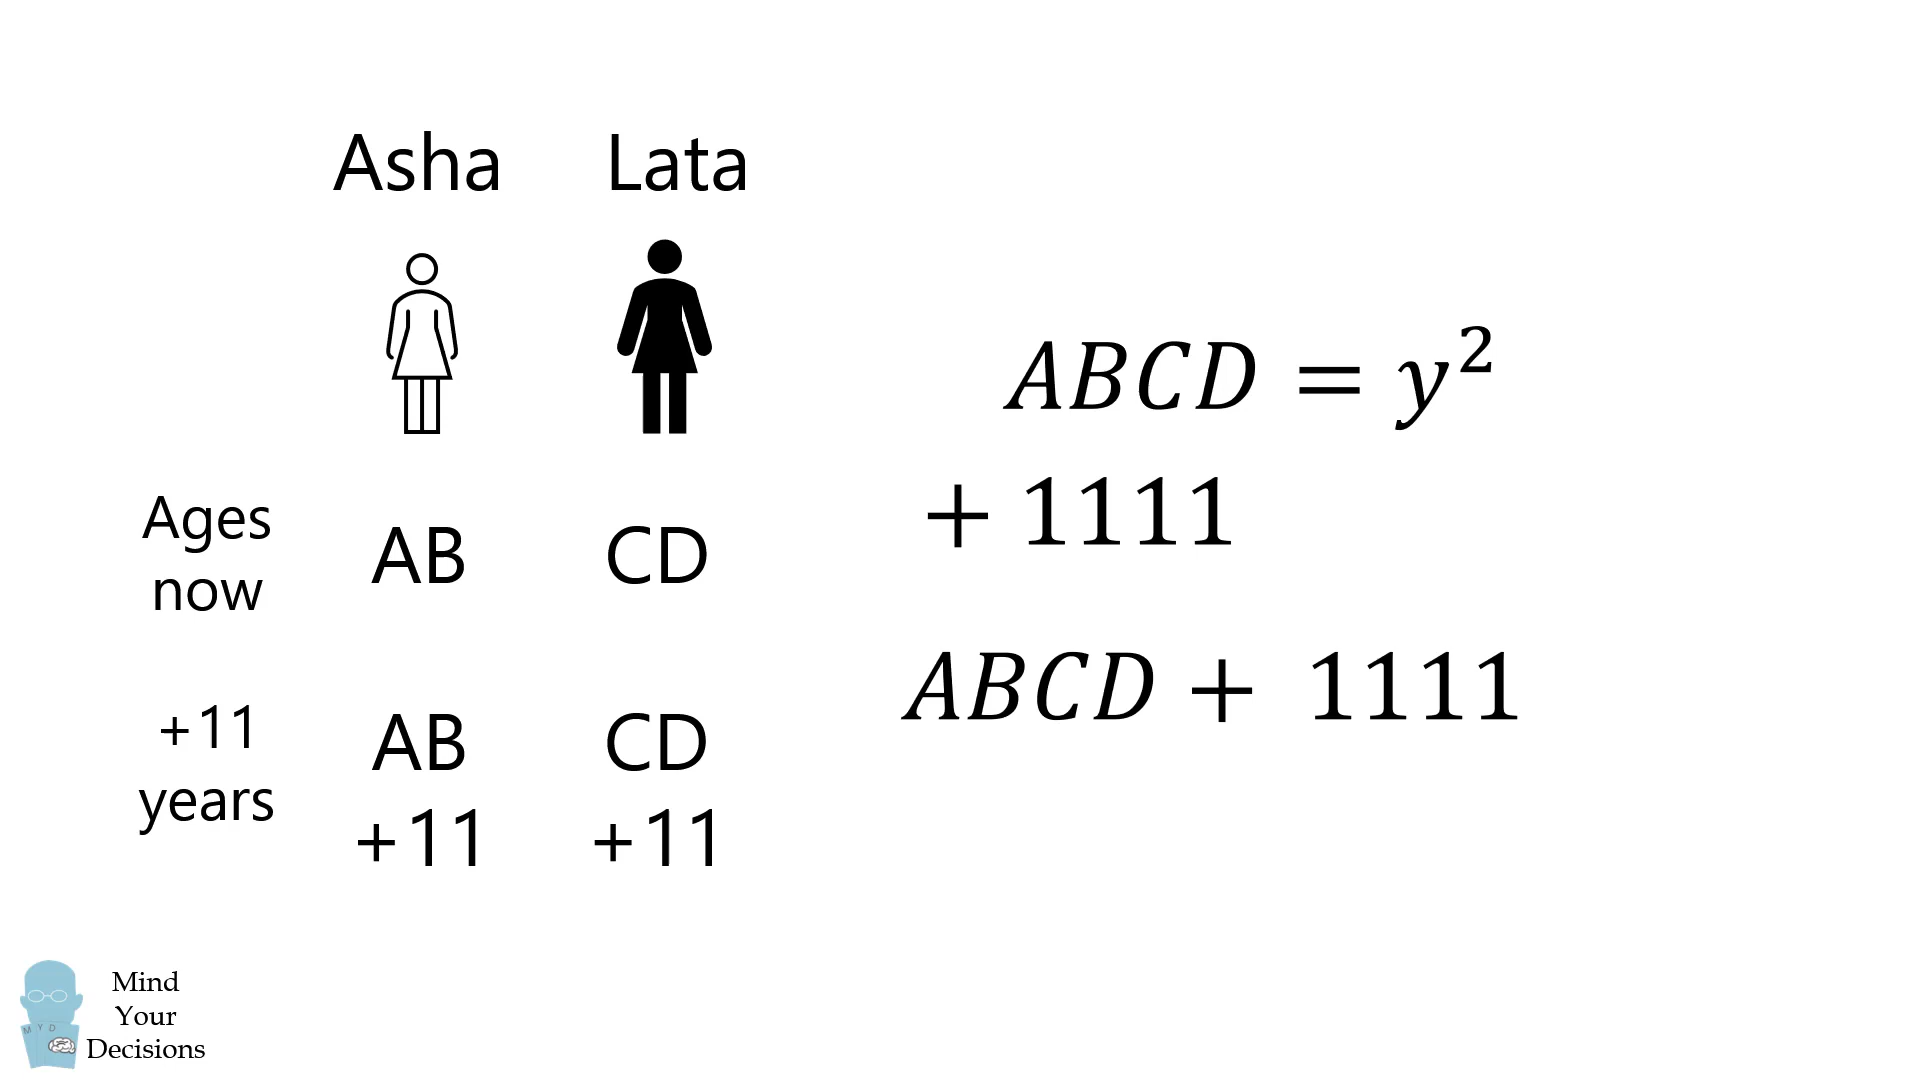 Asha Lata
Ages
now
AB CD
+11
years
AB CD
+11 +11
ABCD = y²
+ 1111
ABCD + 1111
M Y D
Mind
Your
Decisions